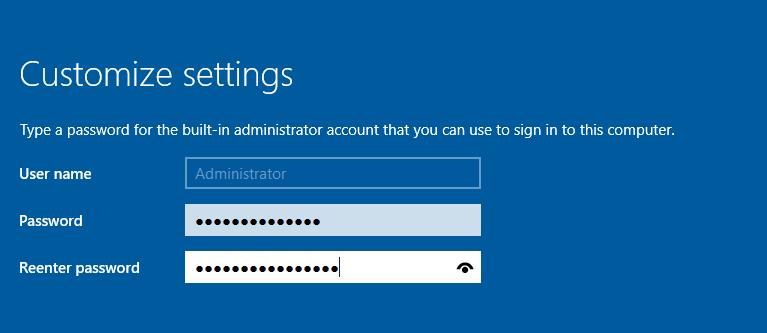 Customize settings
Type a password for the built-in administrator account that you can use to sign in to this computer.
User name Administrator
Password ●●●●●●●●●●●●●●
Reenter password ●●●●●●●●●●●●●●●●